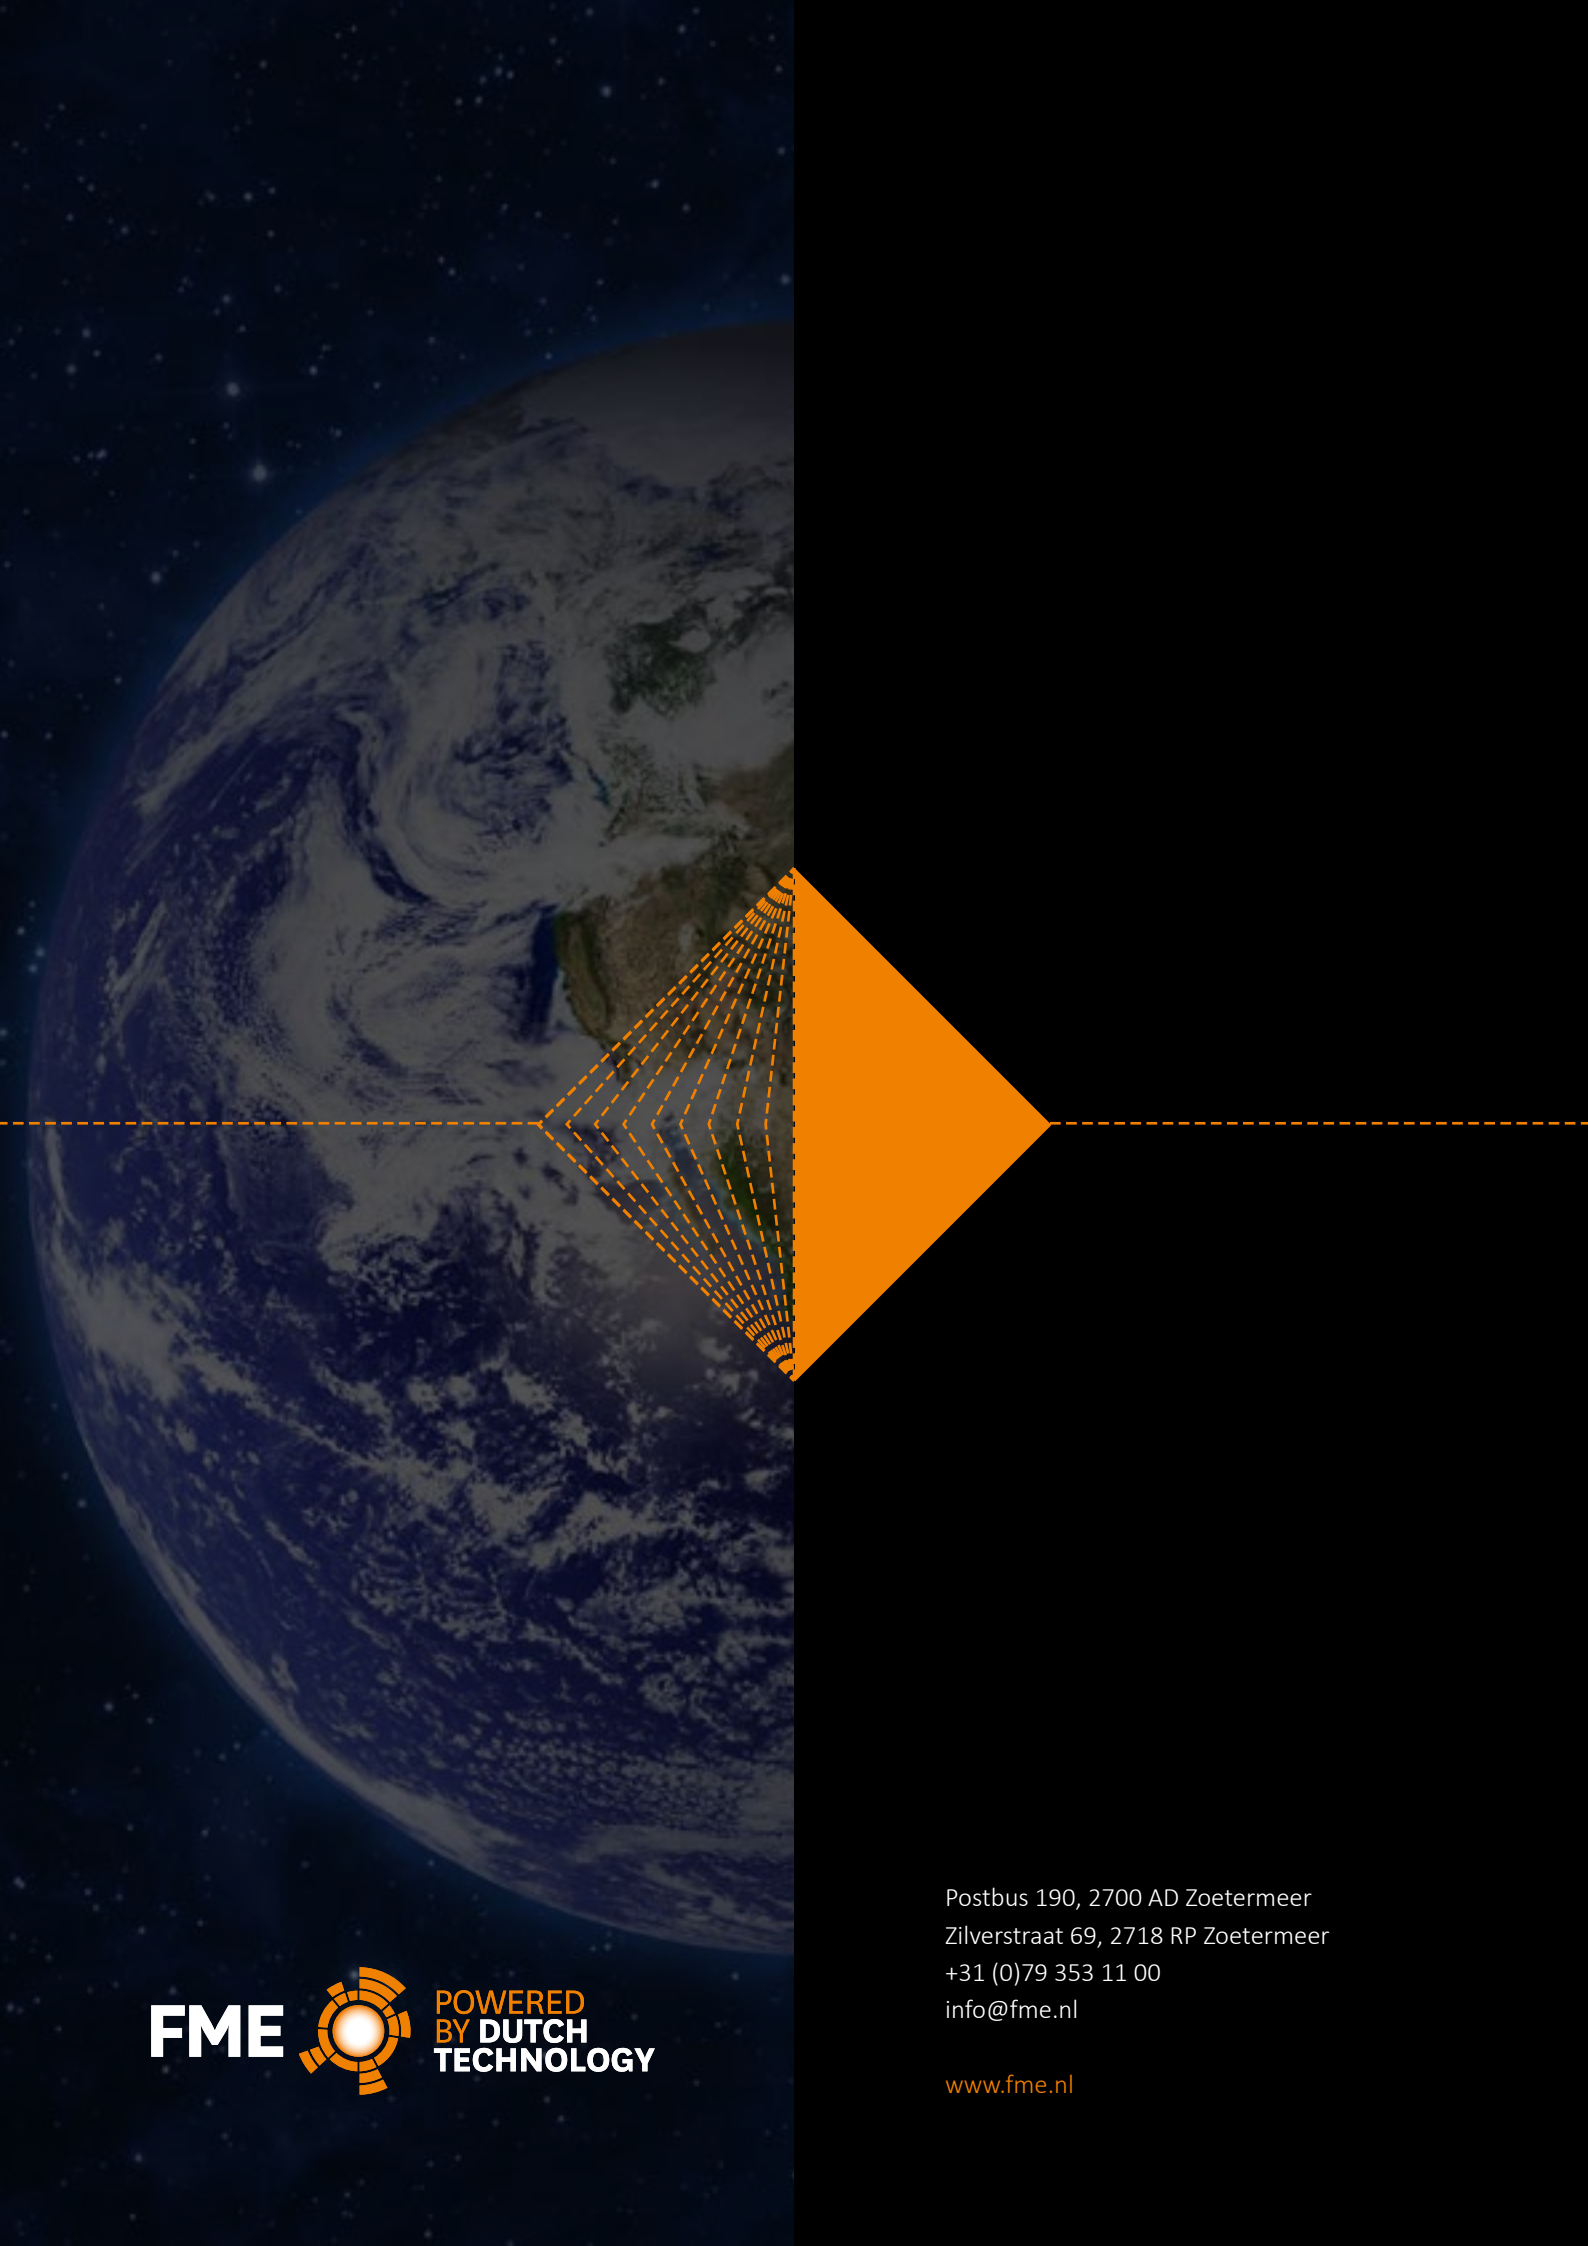 FME
POWERED
BY DUTCH
TECHNOLOGY
Postbus 190, 2700 AD Zoetermeer
Zilverstraat 69, 2718 RP Zoetermeer
+31 (0)79 353 11 00
info@fme.nl
www.fme.nl